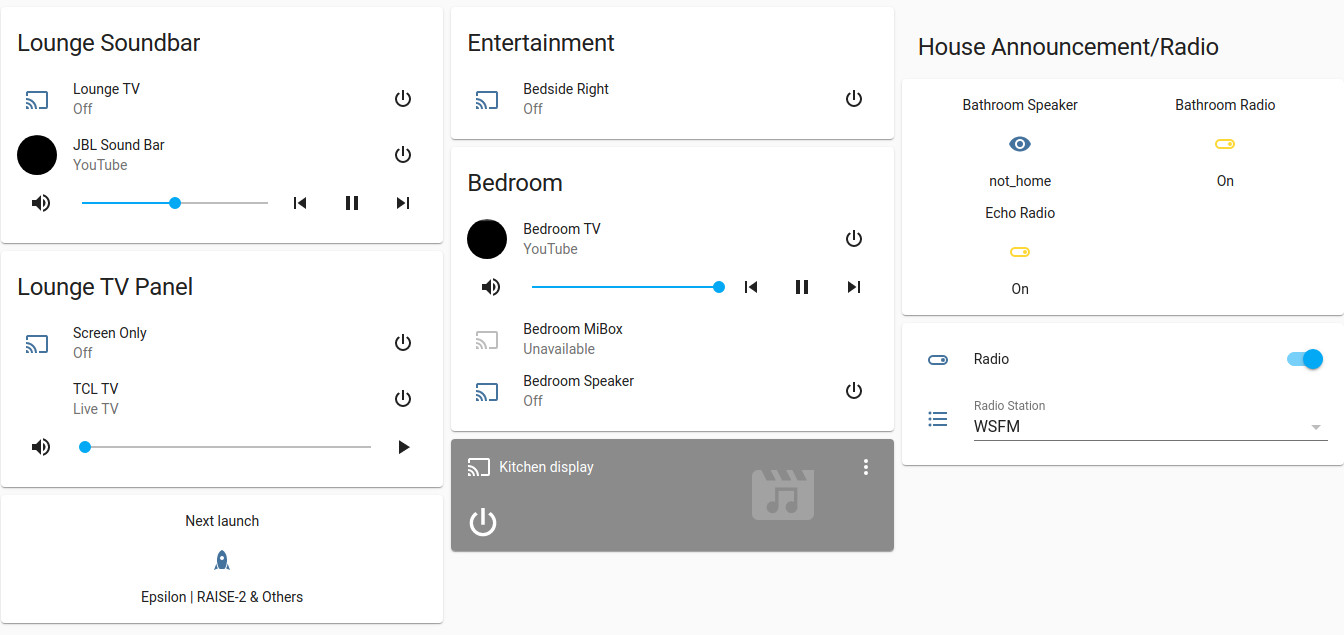 Lounge Soundbar
Lounge TV
Off
JBL Sound Bar
YouTube
Lounge TV Panel
Screen Only
Off
TCL TV
Live TV
Next launch
Epsilon | RAISE-2 & Others
Entertainment
Bedside Right
Off
Bedroom
Bedroom TV
YouTube
Bedroom MiBox
Unavailable
Bedroom Speaker
Off
Kitchen display
House Announcement/Radio
Bathroom Speaker Bathroom Radio
not_home On
Echo Radio
On
Radio
Radio Station
WSFM